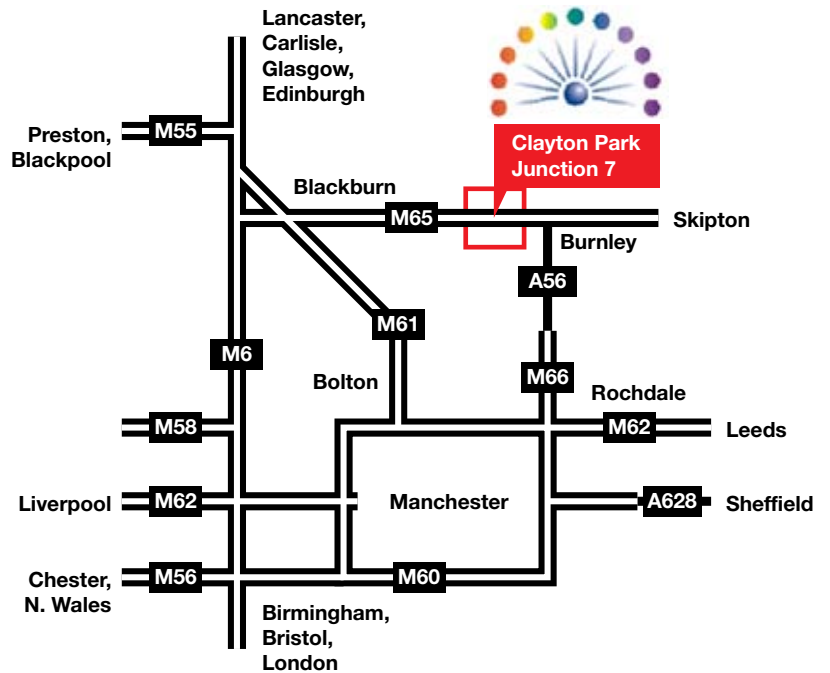 Lancaster,
Carlisle,
Glasgow,
Edinburgh
Preston,
Blackpool
M55
Clayton Park
Junction 7
Blackburn
M65
Skipton
Burnley
A56
M61
M6
Bolton
M66
Rochdale
M58
M62
Leeds
Liverpool
M62
Manchester
A628
Sheffield
Chester,
N. Wales
M56
M60
Birmingham,
Bristol,
London